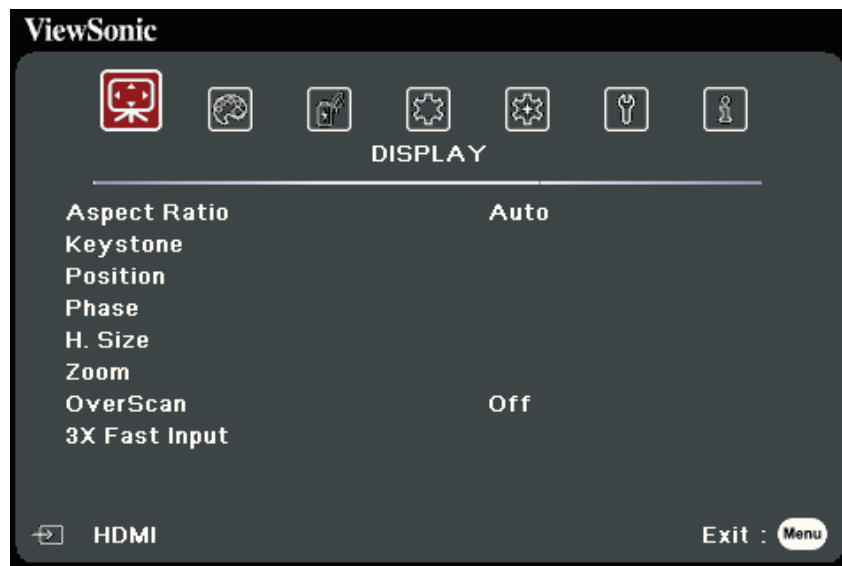 ViewSonic
DISPLAY
Aspect Ratio Auto
Keystone
Position
Phase
H. Size
Zoom
OverScan Off
3X Fast Input
HDMI Exit : Menu